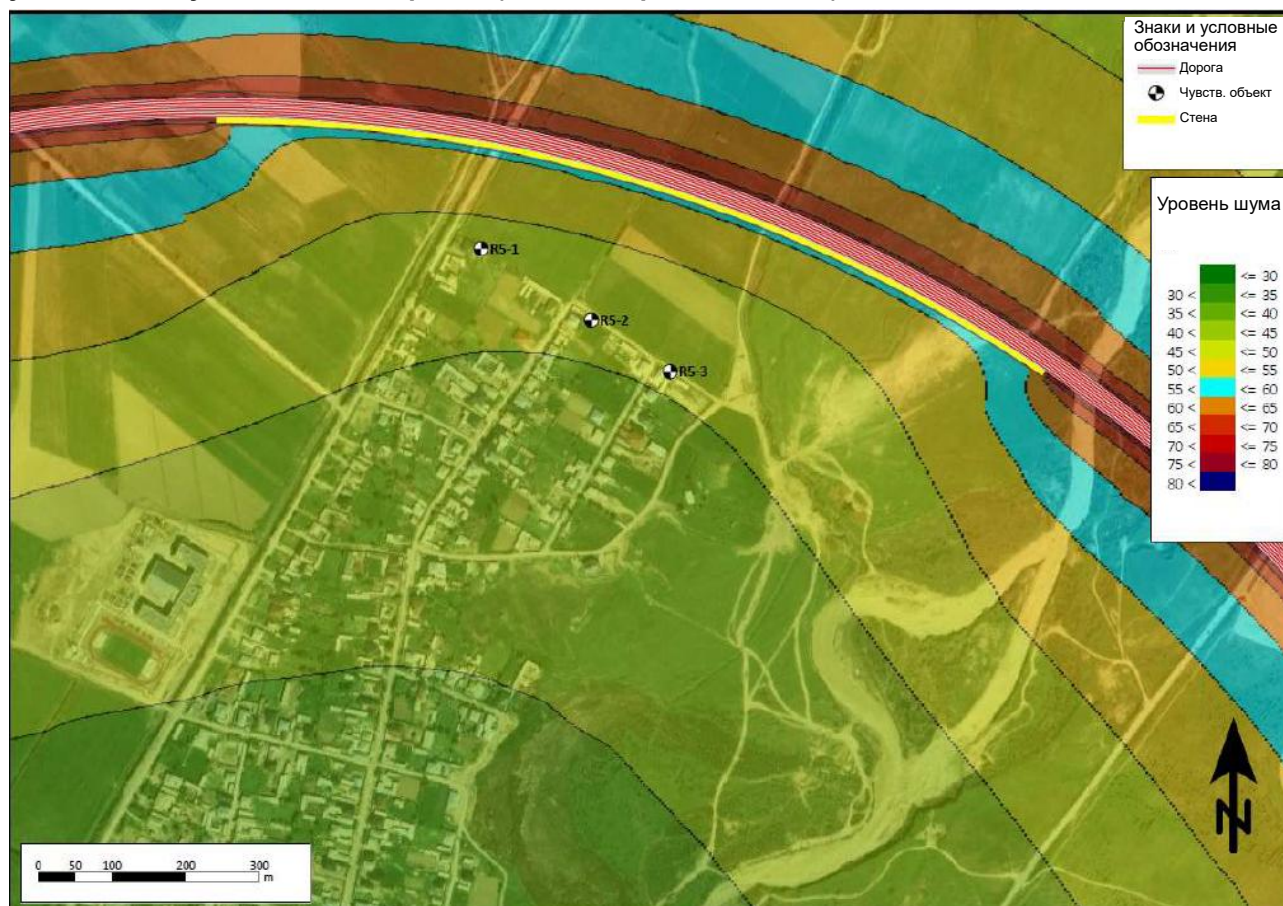 Знаки и условные
обозначения
Дорога
Чувств. объект
Стена
Уровень шума
<= 30
30 < <= 35
35 < <= 40
40 < <= 45
45 < <= 50
50 < <= 55
55 < <= 60
60 < <= 65
65 < <= 70
70 < <= 75
75 < <= 80
80 <
R5-1
R5-2
R5-3
0 50 100 200 300
m
N